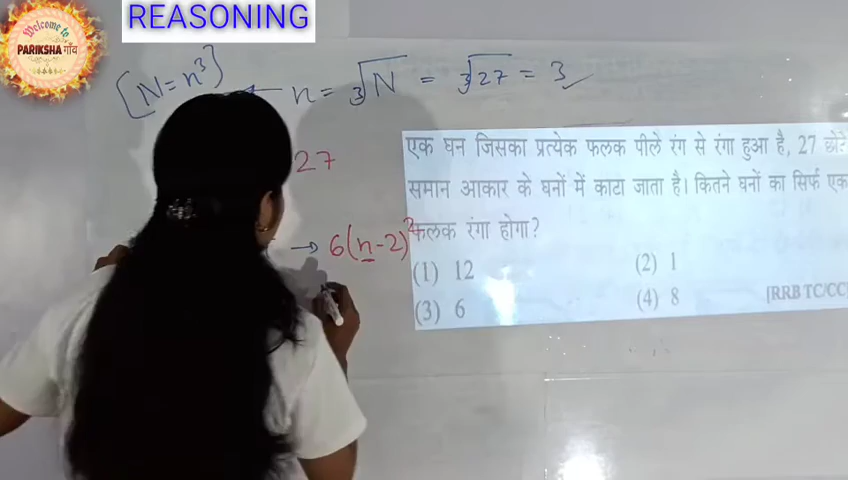 REASONING
Welcome to
PARIKSHA गाँव
[N=n³] ← n = ∛N = ∛27 = 3 ✓
27
→ 6(n-2)²
एक घन जिसका प्रत्येक फलक पीले रंग से रंगा हुआ है, 27 छोटे
समान आकार के घनों में काटा जाता है। कितने घनों का सिर्फ एक
फलक रंगा होगा?
(1) 12 (2) 1
(3) 6 (4) 8 [RRB TC/CC